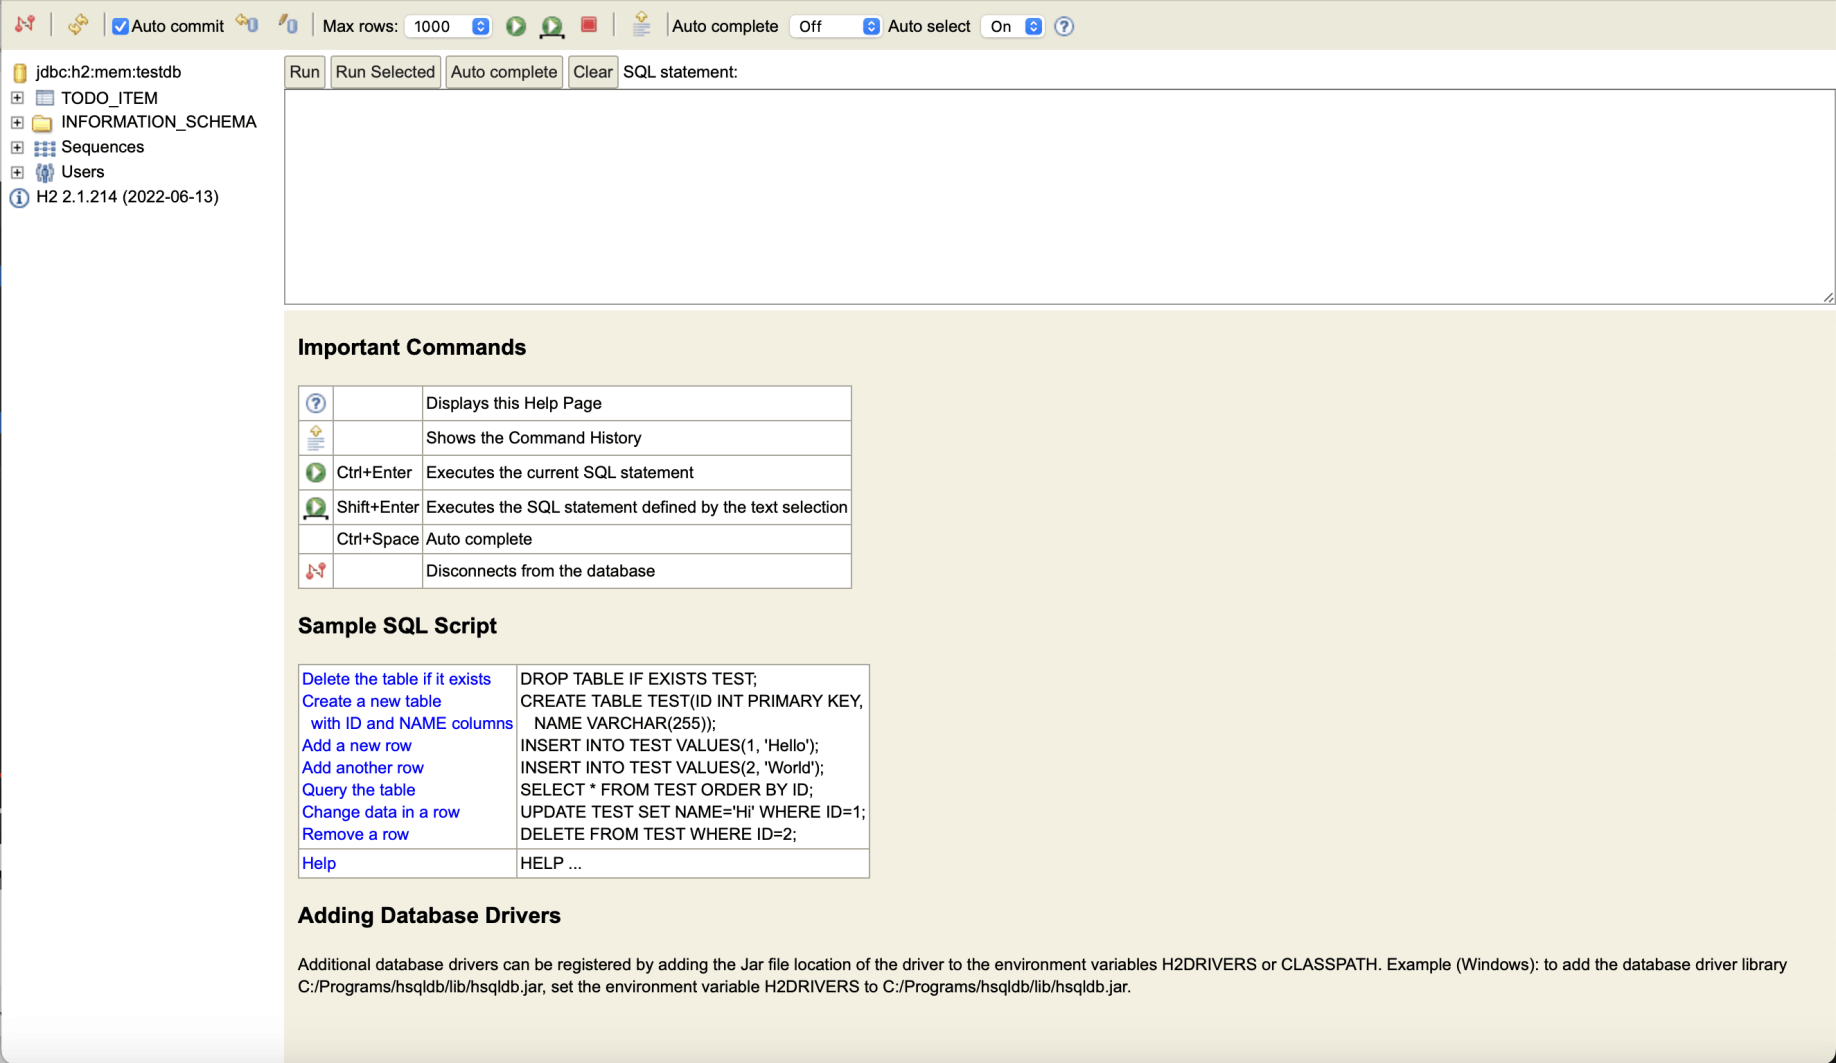 Auto commit Max rows: 1000 Auto complete Off Auto select On
jdbc:h2:mem:testdb
TODO_ITEM
INFORMATION_SCHEMA
Sequences
Users
H2 2.1.214 (2022-06-13)
Run Run Selected Auto complete Clear SQL statement:
Important Commands
Displays this Help Page
Shows the Command History
Ctrl+Enter Executes the current SQL statement
Shift+Enter Executes the SQL statement defined by the text selection
Ctrl+Space Auto complete
Disconnects from the database
Sample SQL Script
Delete the table if it exists DROP TABLE IF EXISTS TEST;
Create a new table CREATE TABLE TEST(ID INT PRIMARY KEY,
with ID and NAME columns NAME VARCHAR(255));
Add a new row INSERT INTO TEST VALUES(1, 'Hello');
Add another row INSERT INTO TEST VALUES(2, 'World');
Query the table SELECT * FROM TEST ORDER BY ID;
Change data in a row UPDATE TEST SET NAME='Hi' WHERE ID=1;
Remove a row DELETE FROM TEST WHERE ID=2;
Help HELP ...
Adding Database Drivers
Additional database drivers can be registered by adding the Jar file location of the driver to the environment variables H2DRIVERS or CLASSPATH. Example (Windows): to add the database driver library
C:/Programs/hsqldb/lib/hsqldb.jar, set the environment variable H2DRIVERS to C:/Programs/hsqldb/lib/hsqldb.jar.